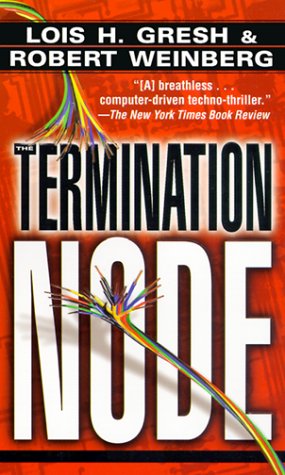 LOIS H. GRESH &
ROBERT WEINBERG
"[A] breathless . . .
computer-driven techno-thriller."
—The New York Times Book Review
THE
TERMINATION
NODE